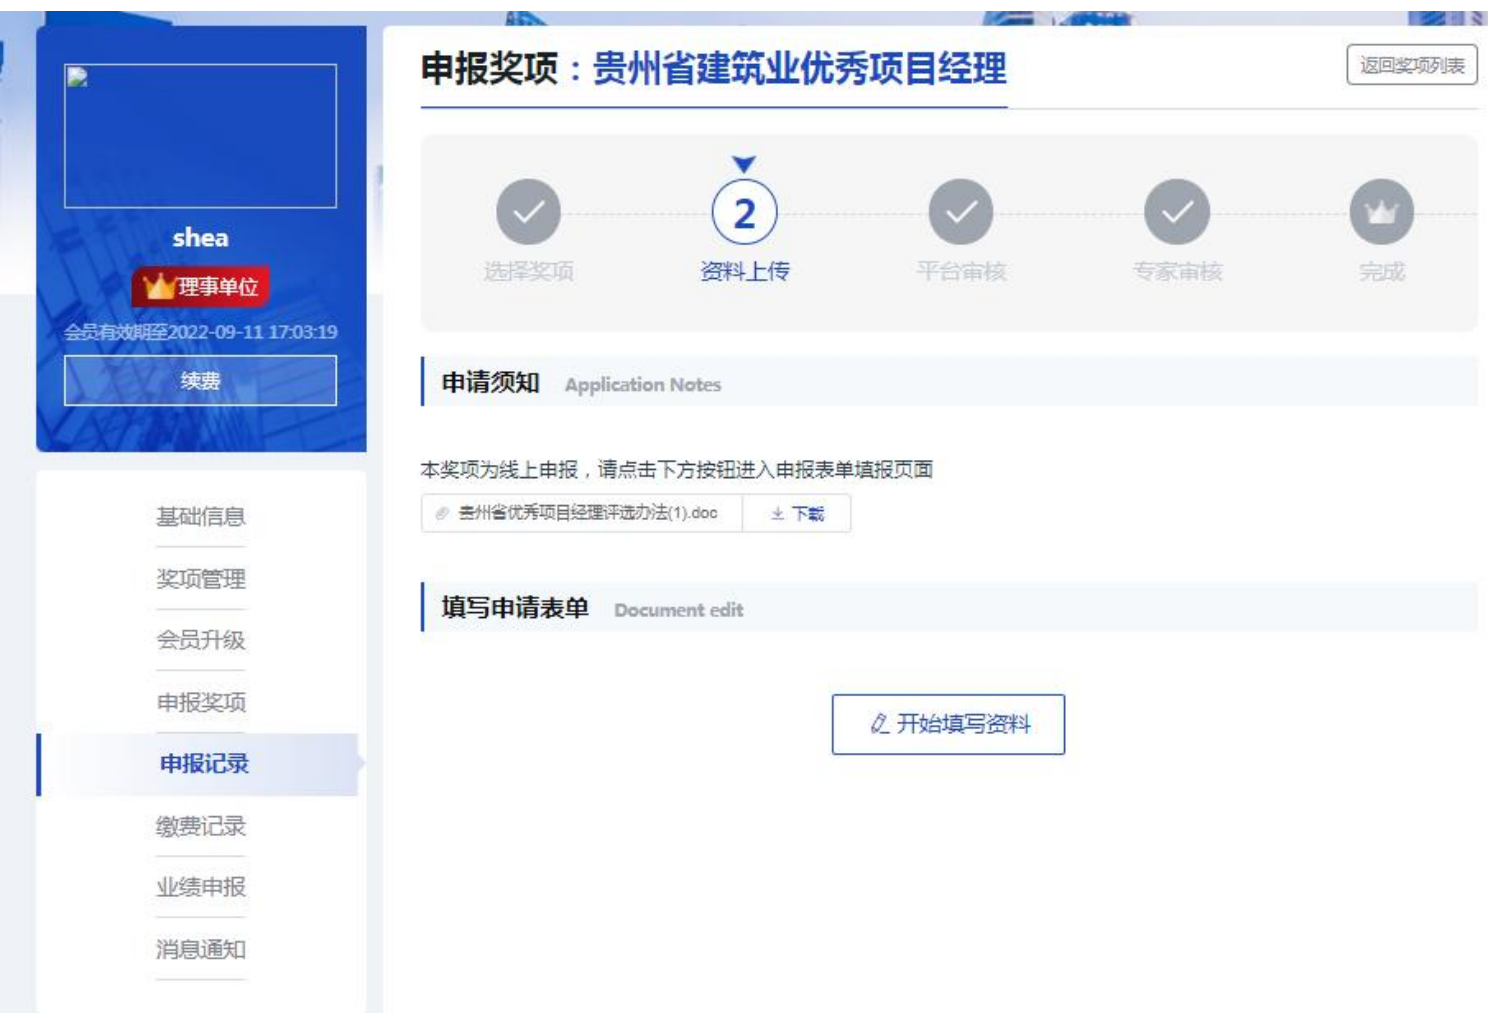 申报奖项：贵州省建筑业优秀项目经理
返回奖项列表
shea
理事单位
会员有效期至2022-09-11 17:03:19
续费
基础信息
奖项管理
会员升级
申报奖项
申报记录
缴费记录
业绩申报
消息通知
2
选择奖项
资料上传
平台审核
专家审核
完成
申请须知 Application Notes
本奖项为线上申报，请点击下方按钮进入申报表单填报页面
贵州省优秀项目经理评选办法(1).doc 下载
填写申请表单 Document edit
开始填写资料